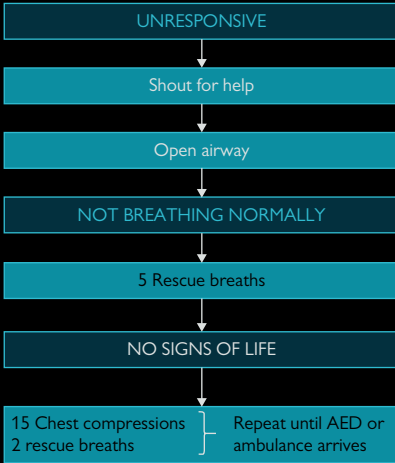 UNRESPONSIVE
Shout for help
Open airway
NOT BREATHING NORMALLY
5 Rescue breaths
NO SIGNS OF LIFE
15 Chest compressions
2 rescue breaths
Repeat until AED or
ambulance arrives